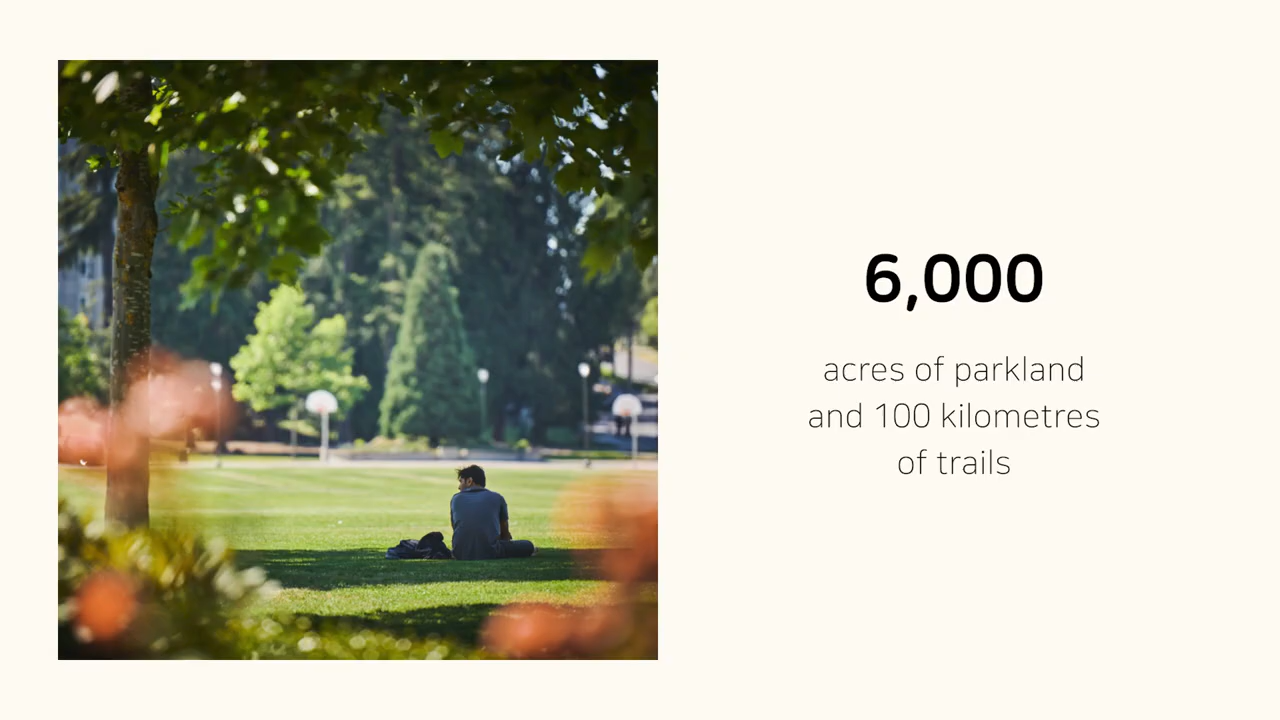 6,000
acres of parkland
and 100 kilometres
of trails